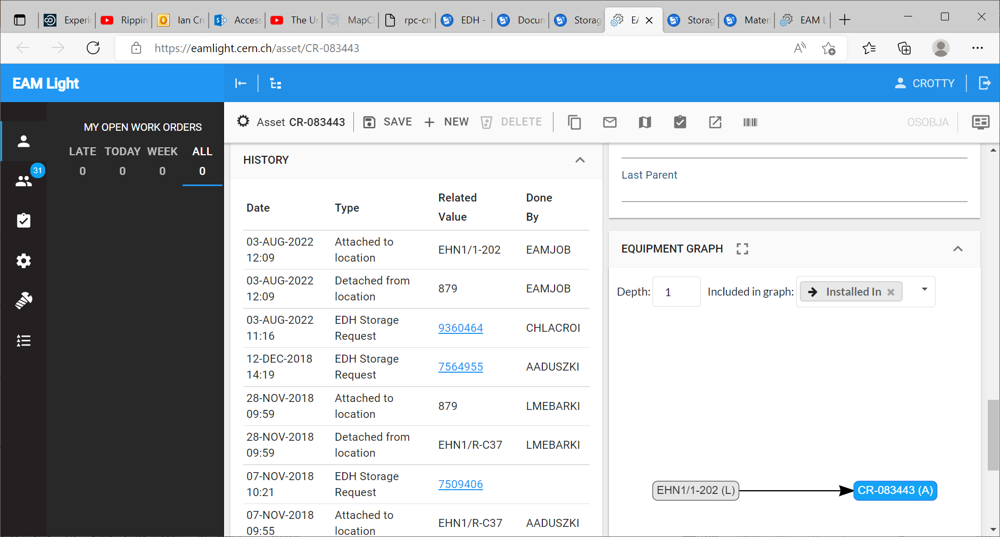 Experi
Rippin
Ian Cro
Access
The Un
MapC
rpc-cm
EDH -
Docum
Storag
EA
Storag
Materi
EAM L
https://eamlight.cern.ch/asset/CR-083443
EAM Light
CROTTY
Asset CR-083443
SAVE
NEW
DELETE
OSOBJA
MY OPEN WORK ORDERS
LATE TODAY WEEK ALL
0 0 0 0
31
HISTORY
Date Type Related Value Done By
03-AUG-2022 12:09 Attached to location EHN1/1-202 EAMJOB
03-AUG-2022 12:09 Detached from location 879 EAMJOB
03-AUG-2022 11:16 EDH Storage Request 9360464 CHLACROI
12-DEC-2018 14:19 EDH Storage Request 7564955 AADUSZKI
28-NOV-2018 09:59 Attached to location 879 LMEBARKI
28-NOV-2018 09:59 Detached from location EHN1/R-C37 LMEBARKI
07-NOV-2018 10:21 EDH Storage Request 7509406
07-NOV-2018 09:55 Attached to location EHN1/R-C37 AADUSZKI
Last Parent
EQUIPMENT GRAPH
Depth: 1 Included in graph: Installed In
EHN1/1-202 (L)
CR-083443 (A)